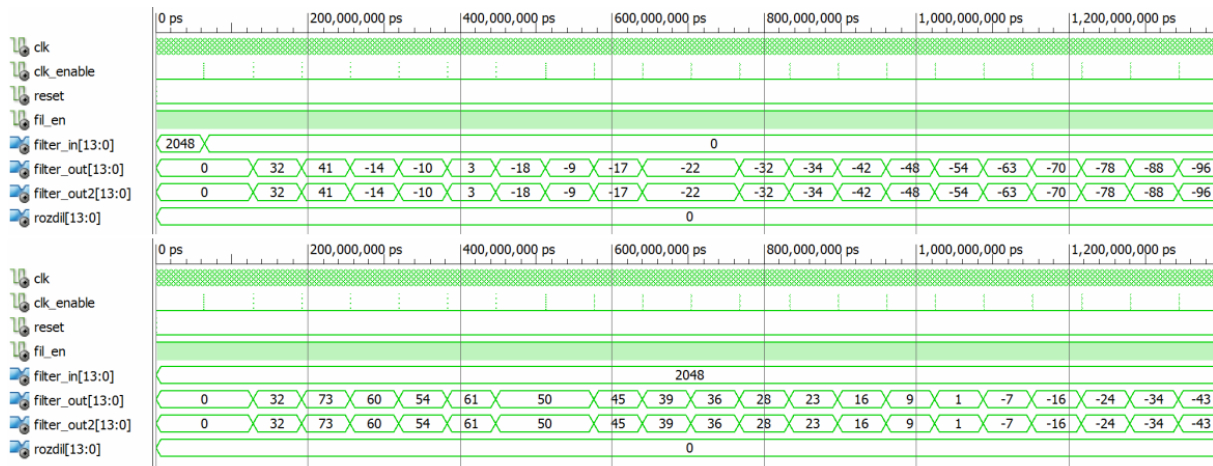 0 ps 200,000,000 ps 400,000,000 ps 600,000,000 ps 800,000,000 ps 1,000,000,000 ps 1,200,000,000 ps
clk
clk_enable
reset
fil_en
filter_in[13:0] 2048 0
filter_out[13:0] 0 32 41 -14 -10 3 -18 -9 -17 -22 -32 -34 -42 -48 -54 -63 -70 -78 -88 -96
filter_out2[13:0] 0 32 41 -14 -10 3 -18 -9 -17 -22 -32 -34 -42 -48 -54 -63 -70 -78 -88 -96
rozdil[13:0] 0
0 ps 200,000,000 ps 400,000,000 ps 600,000,000 ps 800,000,000 ps 1,000,000,000 ps 1,200,000,000 ps
clk
clk_enable
reset
fil_en
filter_in[13:0] 2048
filter_out[13:0] 0 32 73 60 54 61 50 45 39 36 28 23 16 9 1 -7 -16 -24 -34 -43
filter_out2[13:0] 0 32 73 60 54 61 50 45 39 36 28 23 16 9 1 -7 -16 -24 -34 -43
rozdil[13:0] 0